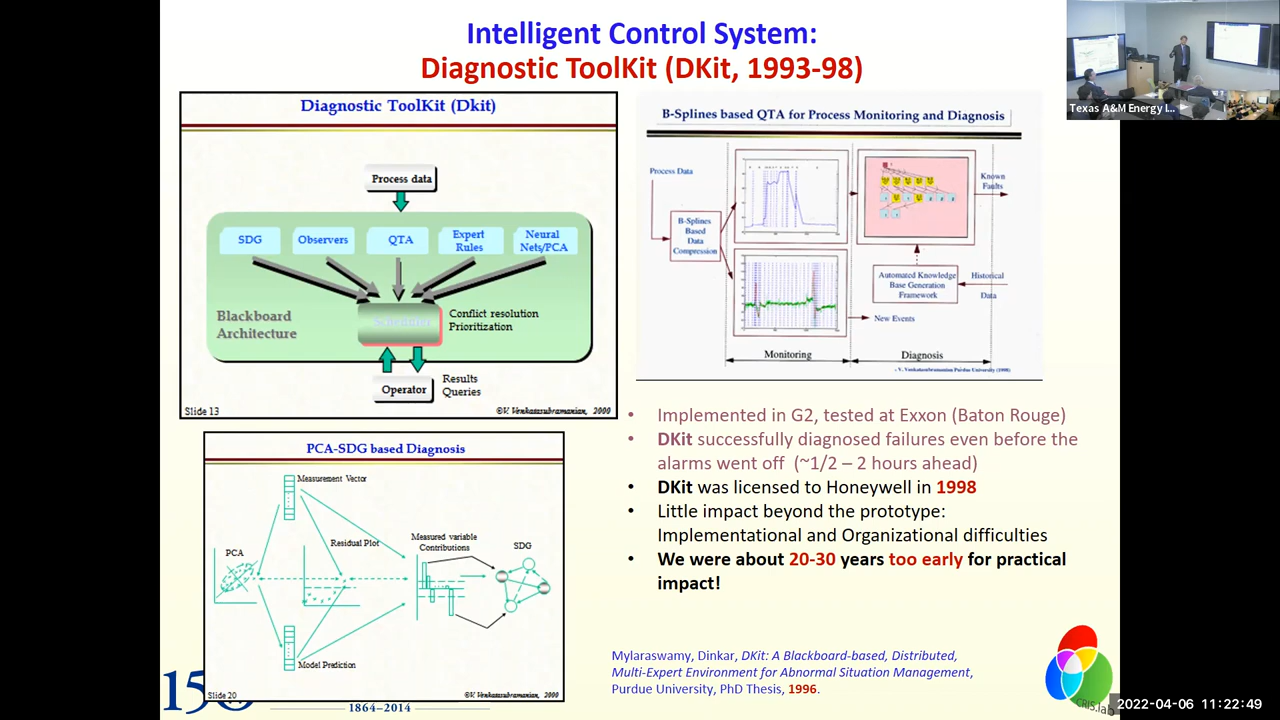 Intelligent Control System:
Diagnostic ToolKit (DKit, 1993-98)
Diagnostic ToolKit (Dkit)
Process data
SDG
Observers
QTA
Expert
Rules
Neural
Nets/PCA
Blackboard
Architecture
Scheduler
Conflict resolution
Prioritization
Operator
Results
Queries
Slide 13
©V. Venkatasubramanian, 2000
B-Splines based QTA for Process Monitoring and Diagnosis
Process Data
B-Splines
Based
Data
Compression
Known
Faults
Automated Knowledge
Base Generation
Framework
Historical
Data
New Events
Monitoring
Diagnosis
V. Venkatasubramanian Purdue University (1998)
PCA-SDG based Diagnosis
Measurement Vector
PCA
Residual Plot
Measured variable
Contributions
SDG
Model Prediction
Slide 20
©V. Venkatasubramanian, 2000
• Implemented in G2, tested at Exxon (Baton Rouge)
• DKit successfully diagnosed failures even before the
alarms went off (~1/2 – 2 hours ahead)
• DKit was licensed to Honeywell in 1998
• Little impact beyond the prototype:
Implementational and Organizational difficulties
• We were about 20-30 years too early for practical
impact!
Mylaraswamy, Dinkar, DKit: A Blackboard-based, Distributed,
Multi-Expert Environment for Abnormal Situation Management,
Purdue University, PhD Thesis, 1996.
1864–2014
CRIS.lab
Texas A&M Energy I...
2022-04-06 11:22:49